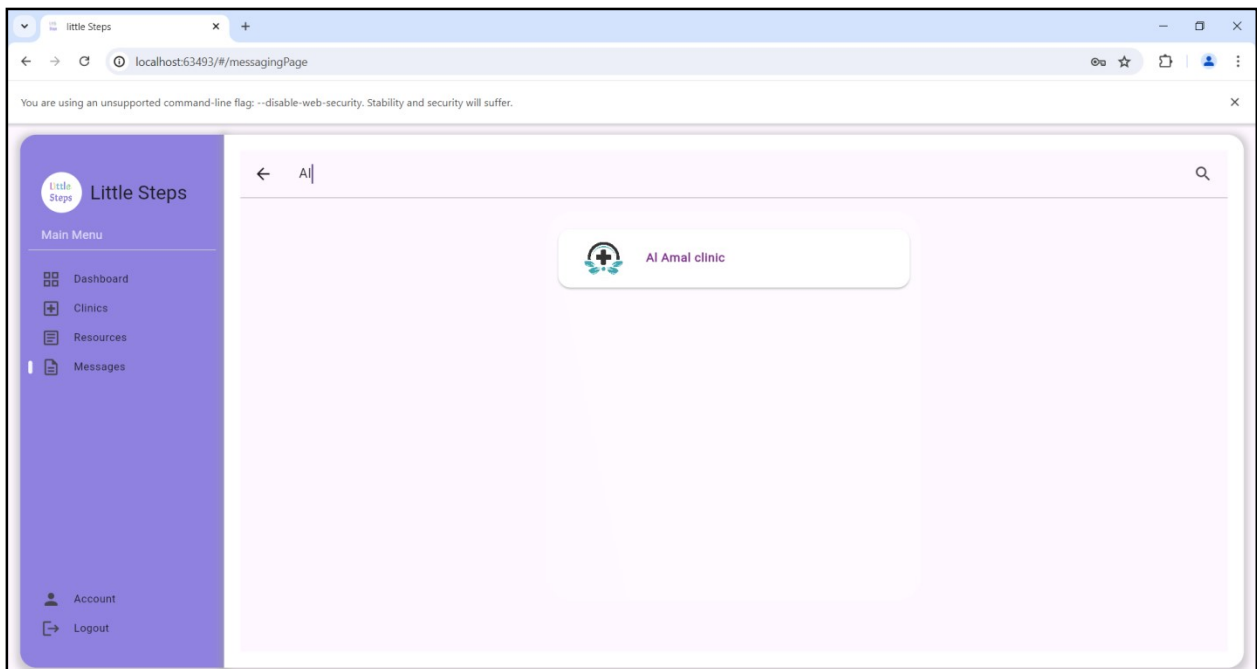 little Steps
localhost:63493/#/messagingPage
You are using an unsupported command-line flag: --disable-web-security. Stability and security will suffer.
Little
Steps
Little Steps
Main Menu
Dashboard
Clinics
Resources
Messages
Account
Logout
Al
Al Amal clinic